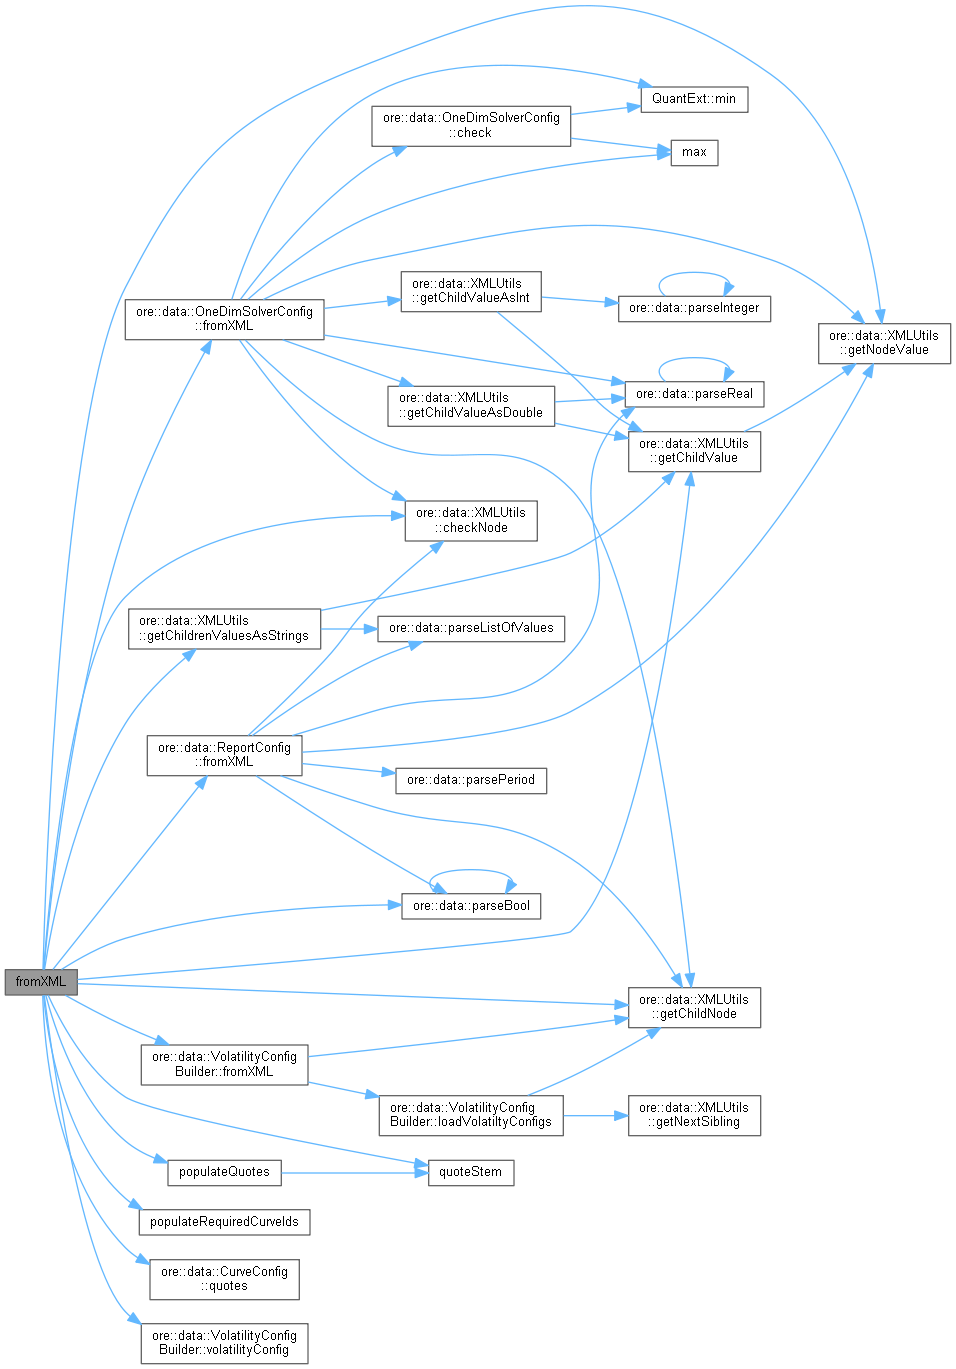 QuantExt::min
ore::data::OneDimSolverConfig
::check
max
ore::data::XMLUtils
::getChildValueAsInt
ore::data::OneDimSolverConfig
::fromXML
ore::data::parseInteger
ore::data::XMLUtils
::getNodeValue
ore::data::parseReal
ore::data::XMLUtils
::getChildValueAsDouble
ore::data::XMLUtils
::getChildValue
ore::data::XMLUtils
::checkNode
ore::data::XMLUtils
::getChildrenValuesAsStrings
ore::data::parseListOfValues
ore::data::ReportConfig
::fromXML
ore::data::parsePeriod
ore::data::parseBool
fromXML
ore::data::XMLUtils
::getChildNode
ore::data::VolatilityConfig
Builder::fromXML
ore::data::VolatilityConfig
Builder::loadVolatiltyConfigs
ore::data::XMLUtils
::getNextSibling
populateQuotes
quoteStem
populateRequiredCurveIds
ore::data::CurveConfig
::quotes
ore::data::VolatilityConfig
Builder::volatilityConfig